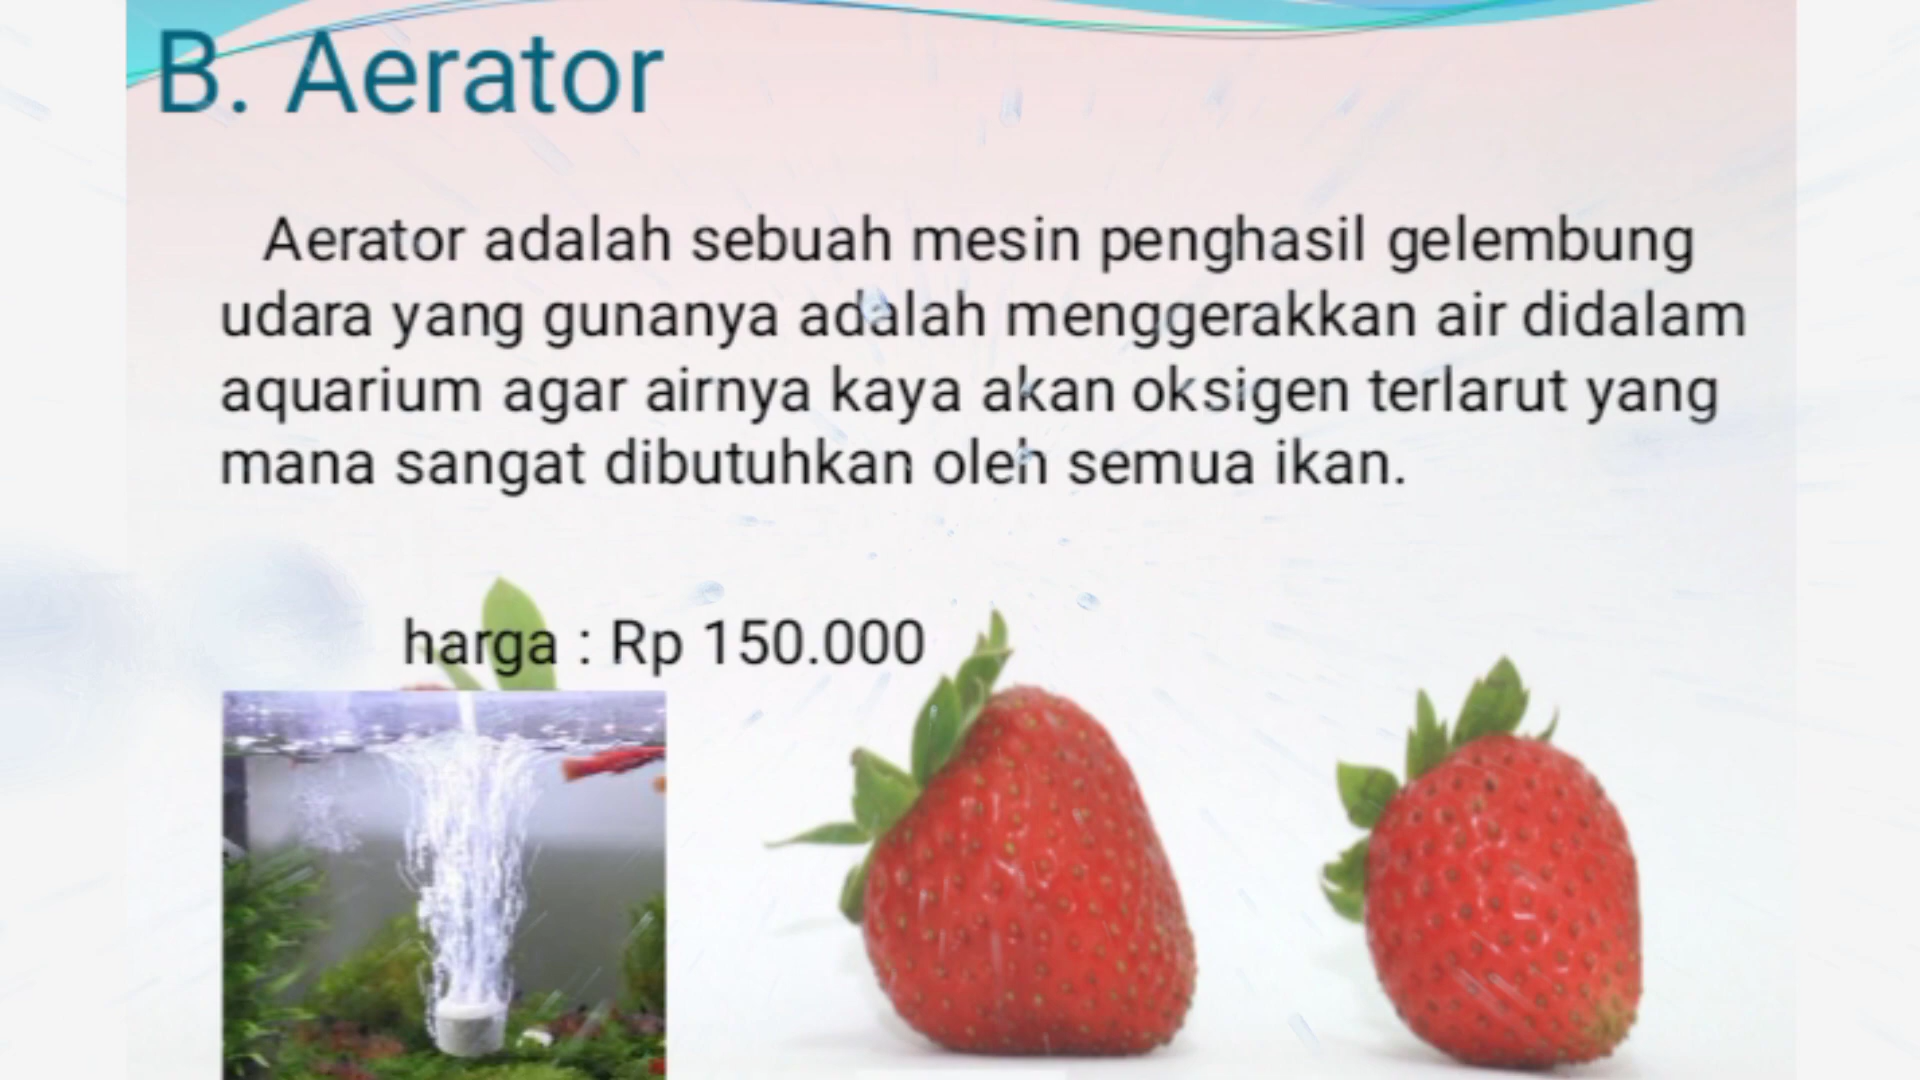 B. Aerator
Aerator adalah sebuah mesin penghasil gelembung
udara yang gunanya adalah menggerakkan air didalam
aquarium agar airnya kaya akan oksigen terlarut yang
mana sangat dibutuhkan oleh semua ikan.
harga : Rp 150.000